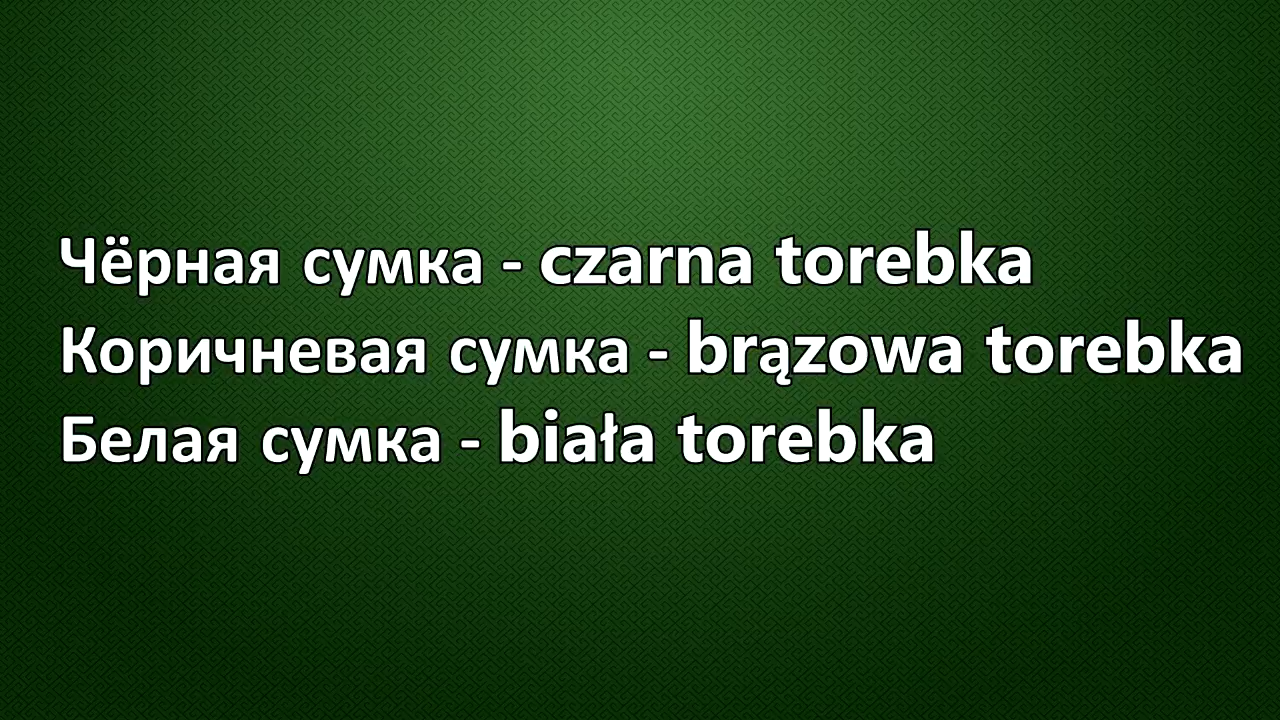 Чёрная сумка - czarna torebka
Коричневая сумка - brązowa torebka
Белая сумка - biała torebka